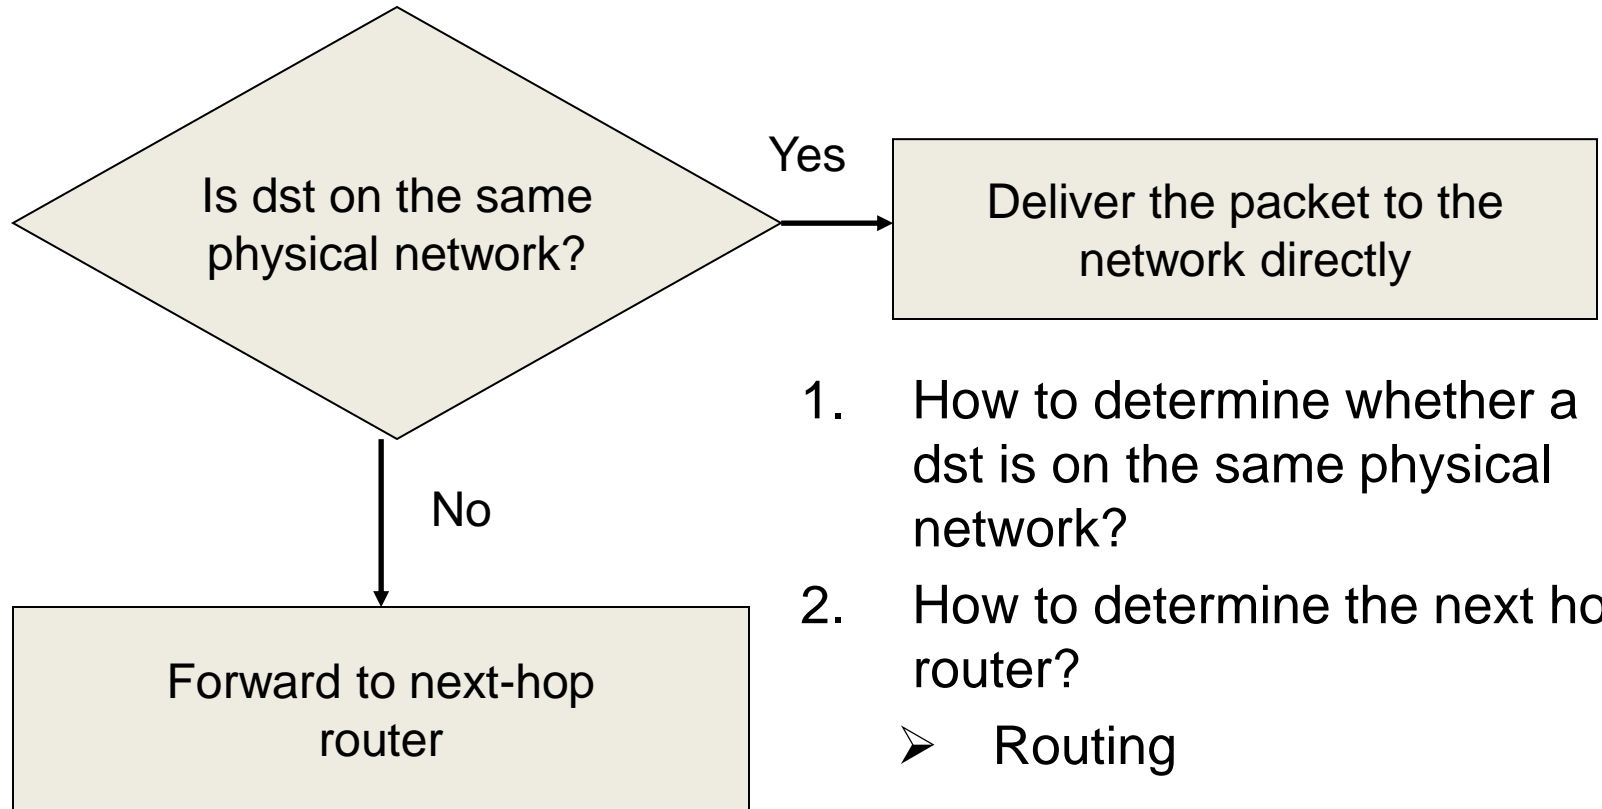 Is dst on the same
physical network?
Yes
Deliver the packet to the
network directly
No
Forward to next-hop
router
1. How to determine whether a
dst is on the same physical
network?
2. How to determine the next ho
router?
➢ Routing